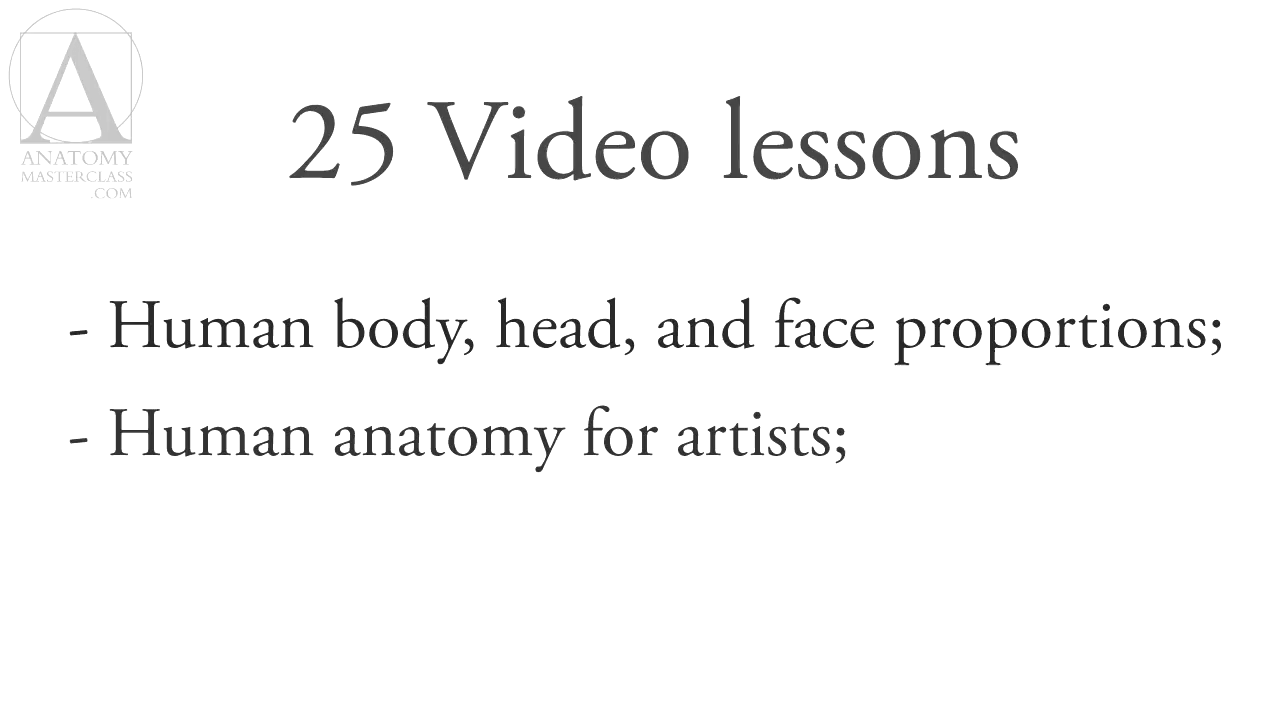 A
ANATOMY
MASTERCLASS
.COM
25 Video lessons
- Human body, head, and face proportions;
- Human anatomy for artists;